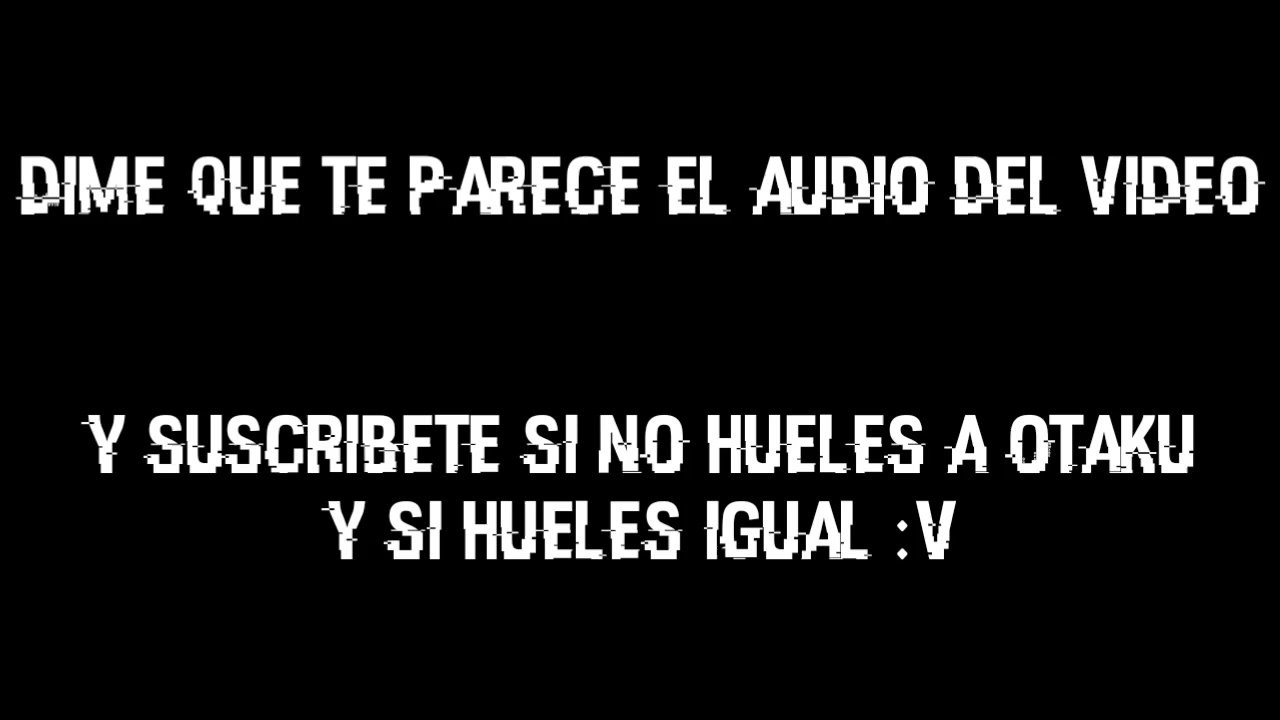 DIME QUE TE PARECE EL AUDIO DEL VIDEO
Y SUSCRIBETE SI NO HUELES A OTAKU
Y SI HUELES IGUAL :V